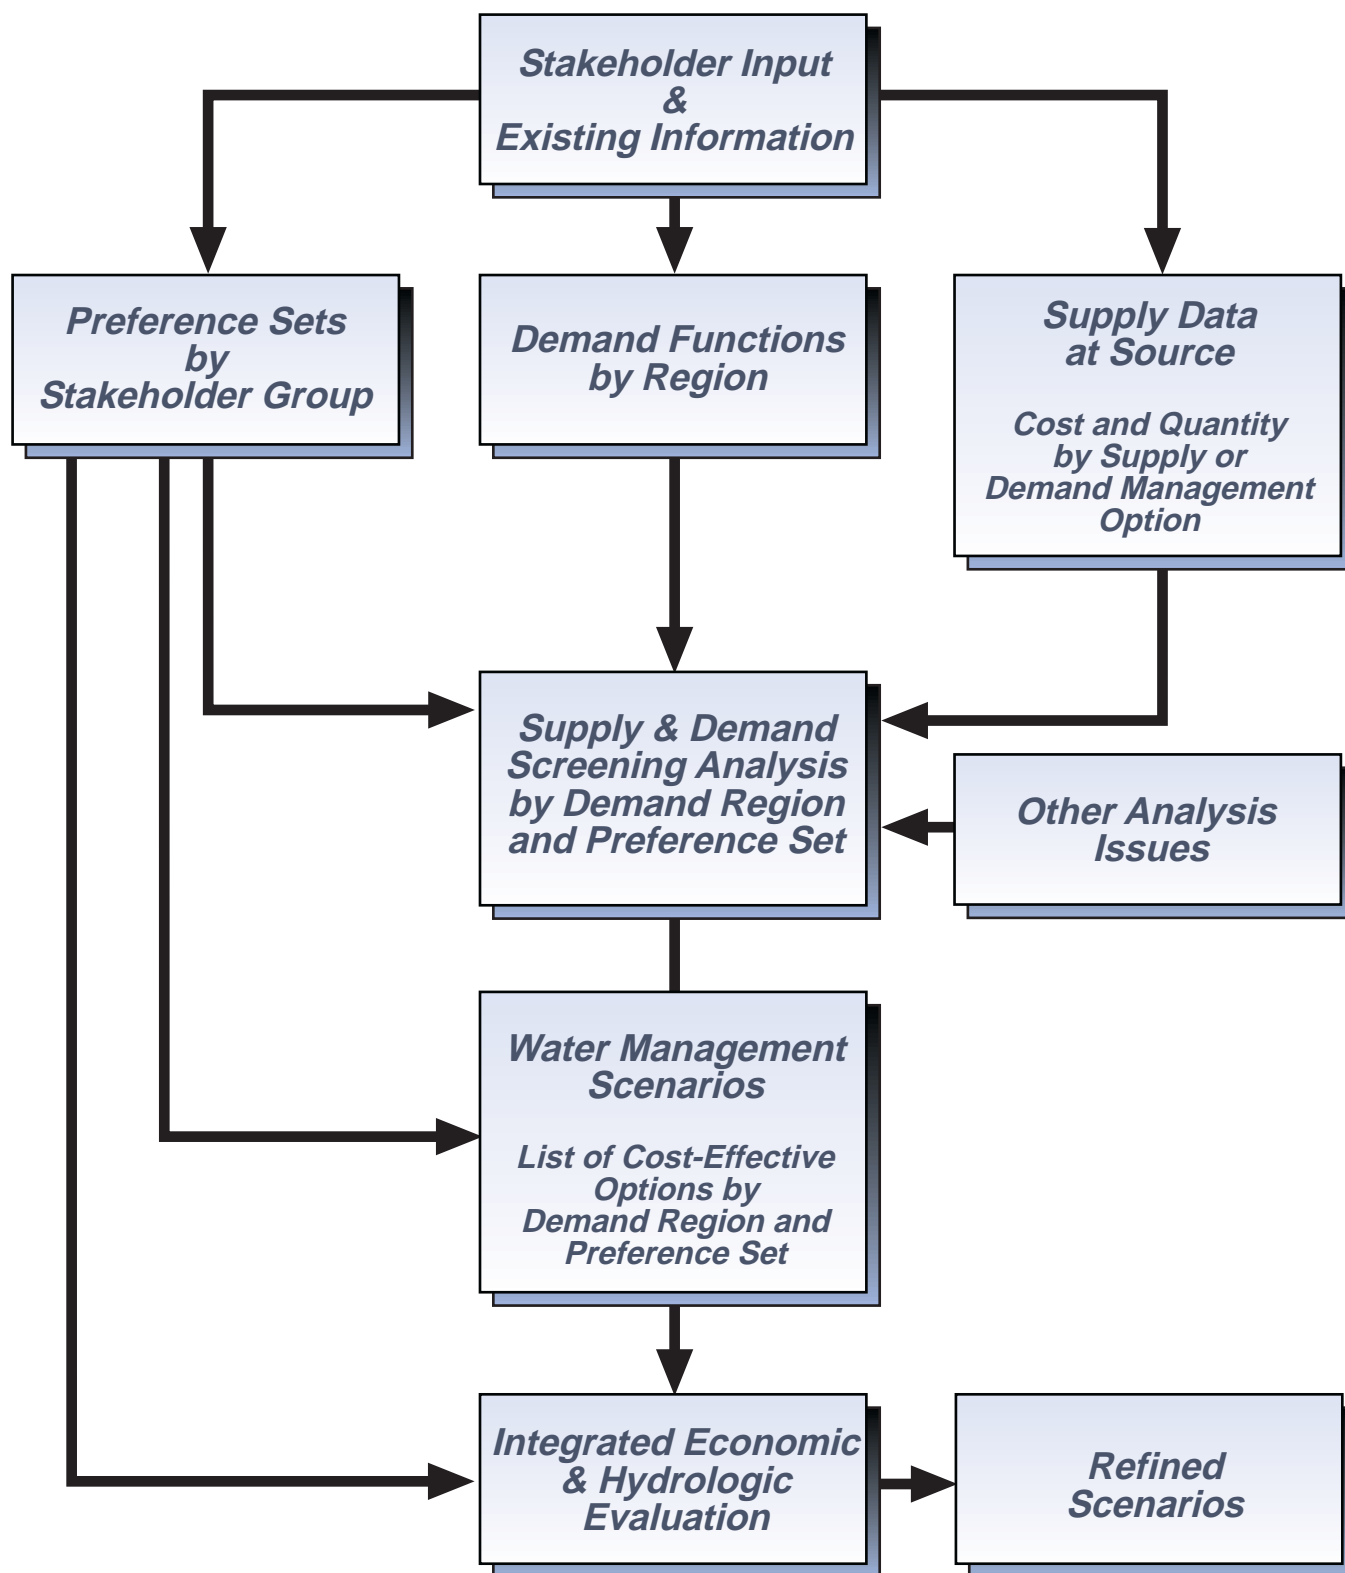 Stakeholder Input
&
Existing Information
Preference Sets
by
Stakeholder Group
Demand Functions
by Region
Supply Data
at Source
Cost and Quantity
by Supply or
Demand Management
Option
Supply & Demand
Screening Analysis
by Demand Region
and Preference Set
Other Analysis
Issues
Water Management
Scenarios
List of Cost-Effective
Options by
Demand Region and
Preference Set
Integrated Economic
& Hydrologic
Evaluation
Refined
Scenarios